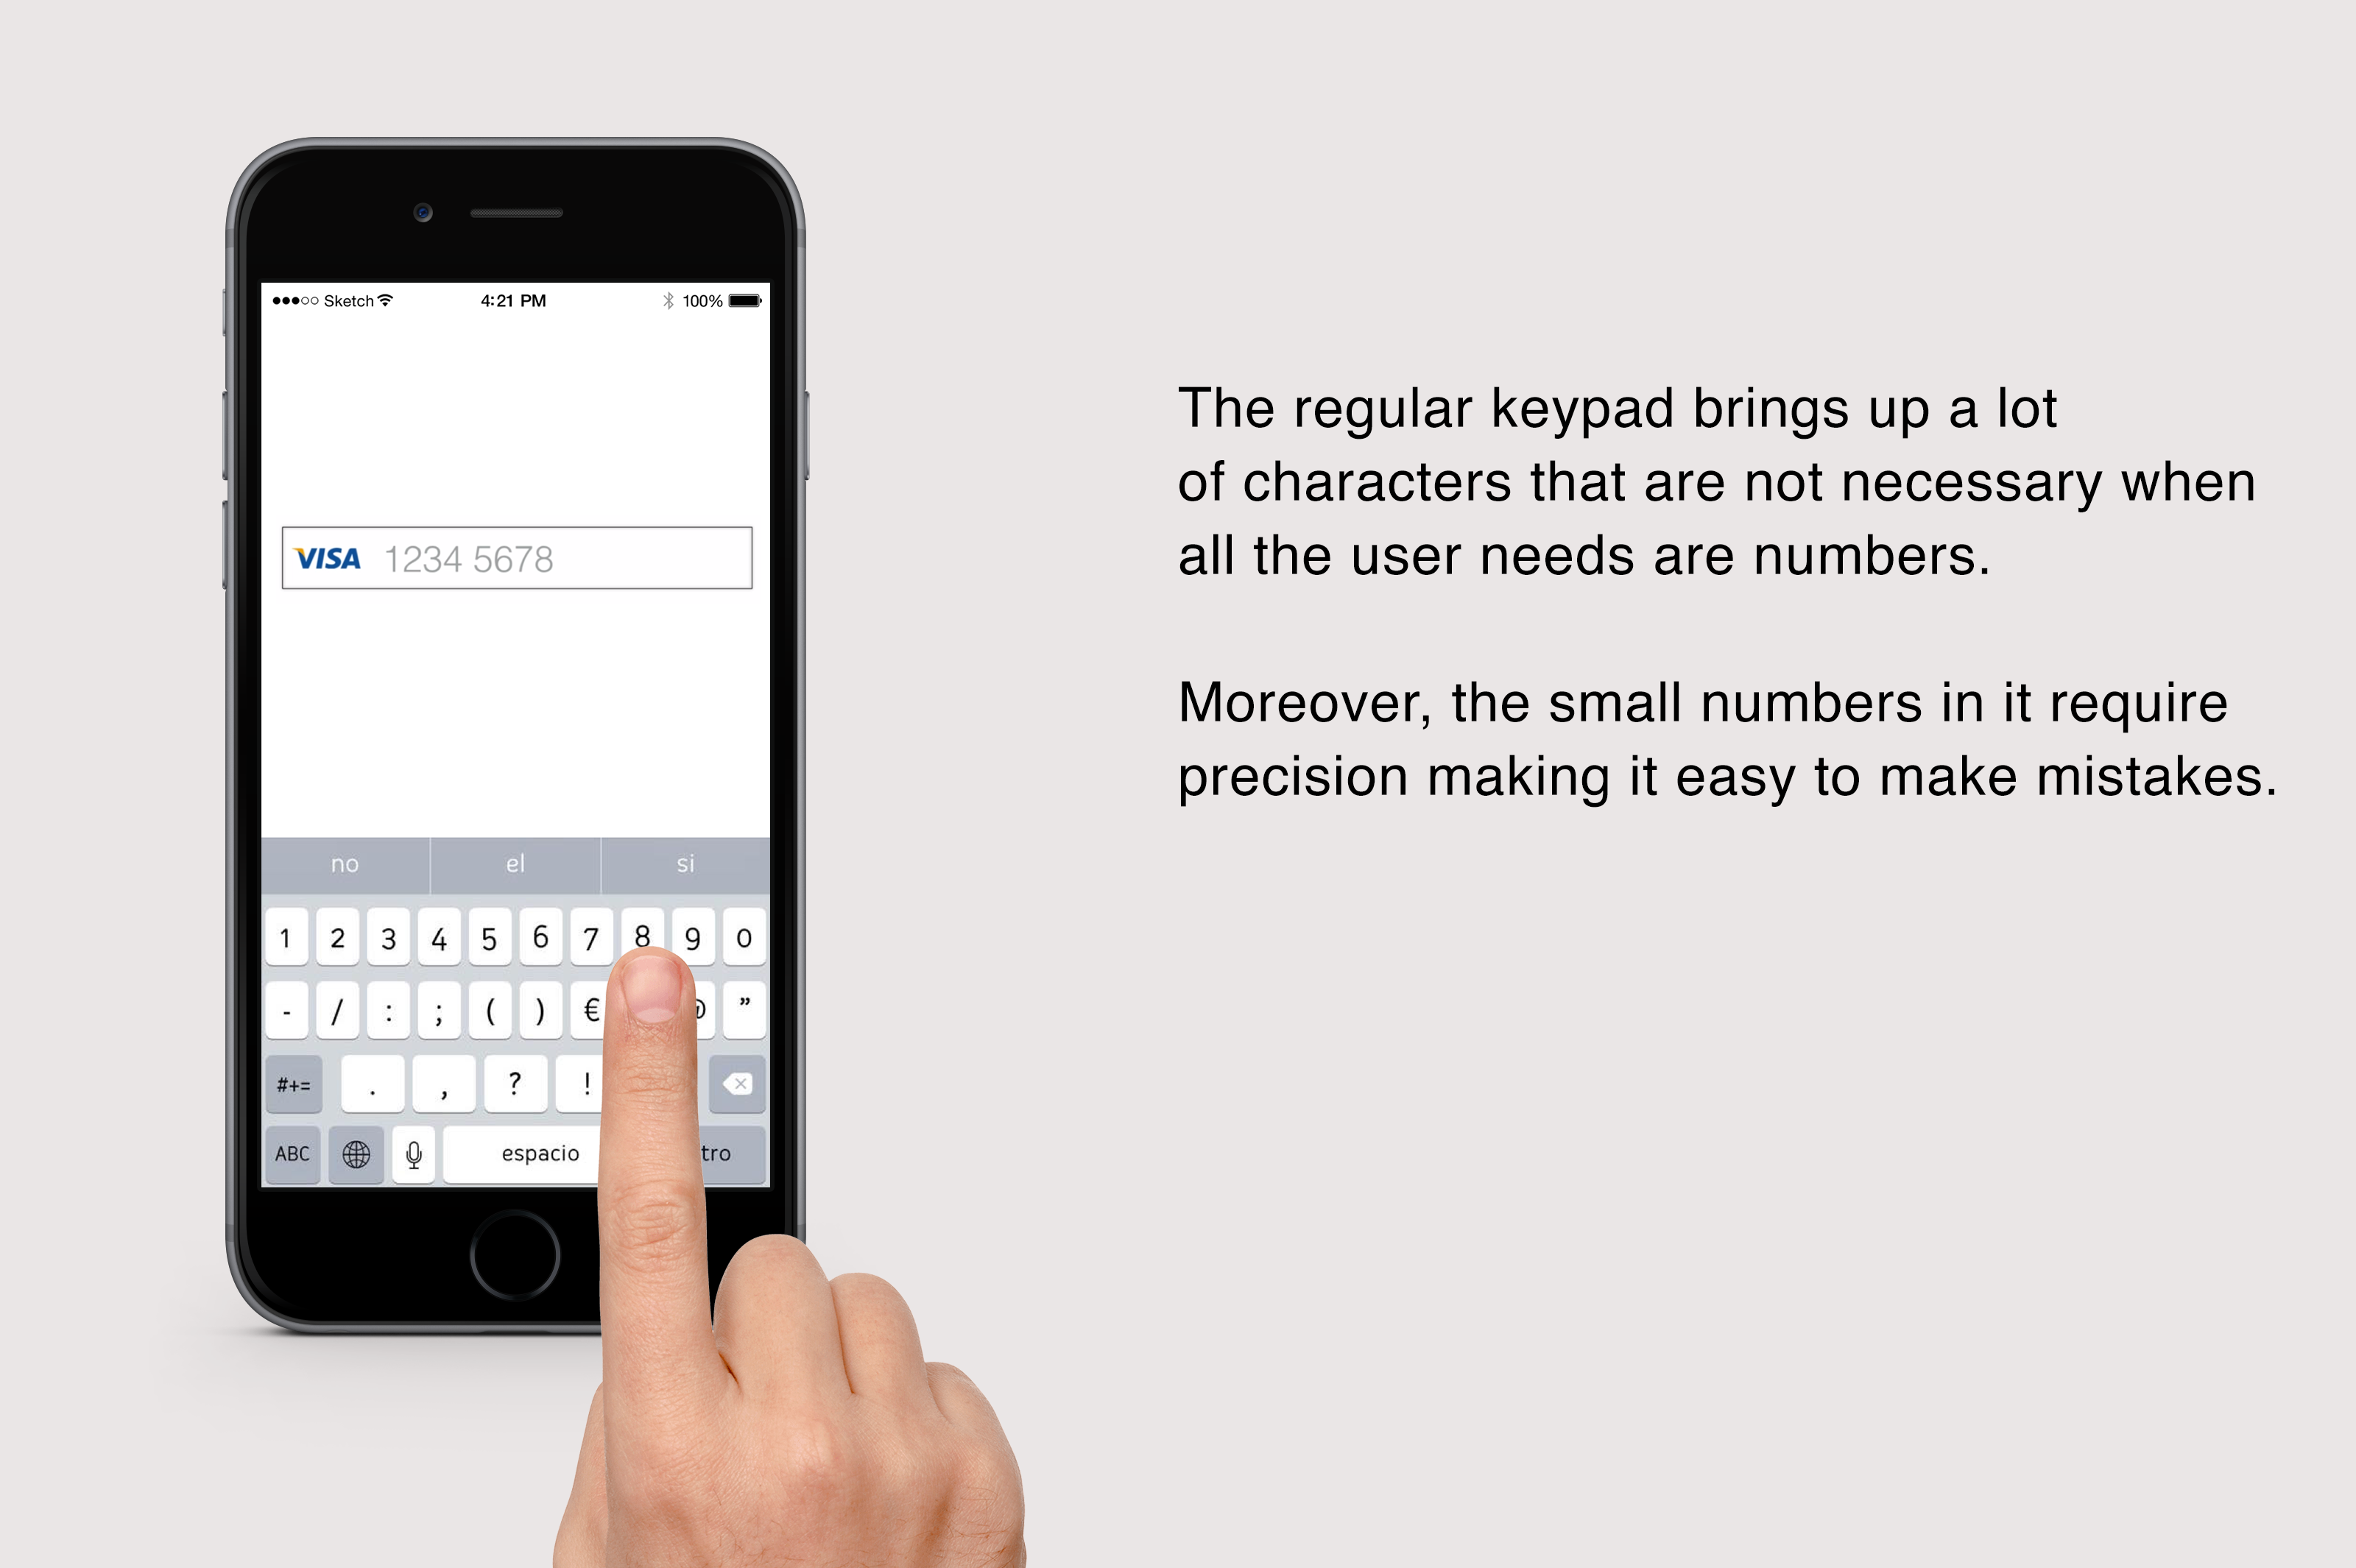 ●●●○○ Sketch 4:21 PM 100%
VISA 1234 5678
The regular keypad brings up a lot
of characters that are not necessary when
all the user needs are numbers.
Moreover, the small numbers in it require
precision making it easy to make mistakes.
no el si
1 2 3 4 5 6 7 8 9 0
- / : ; ( ) € ”
#+= . , ? !
ABC espacio tro